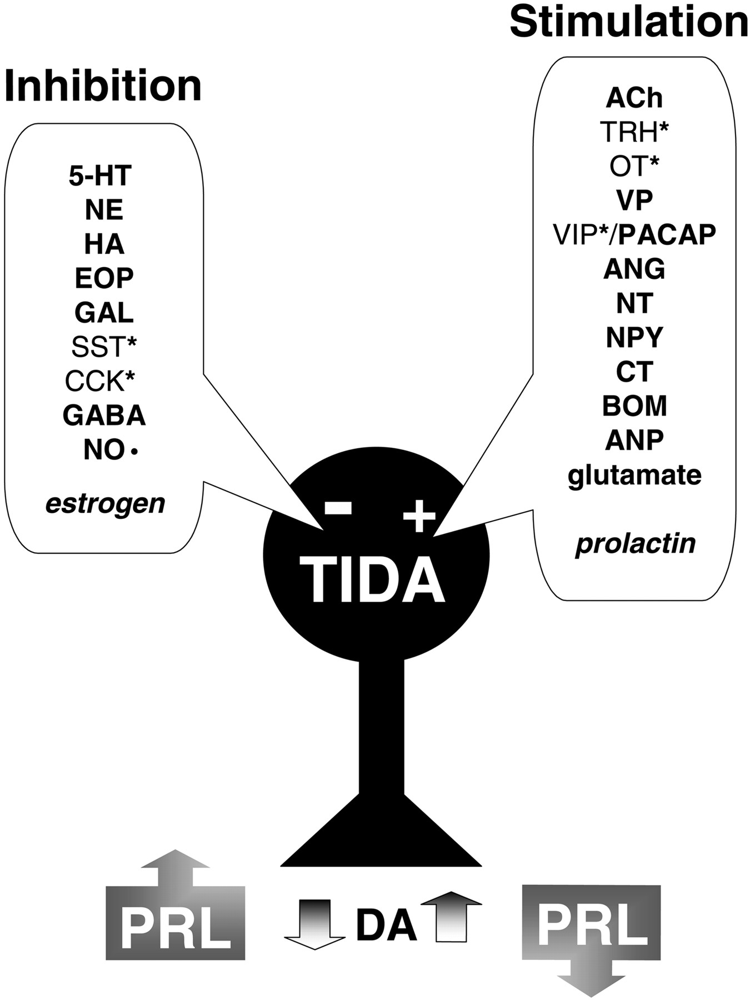 Inhibition
5-HT
NE
HA
EOP
GAL
SST*
CCK*
GABA
NO•
estrogen
Stimulation
ACh
TRH*
OT*
VP
VIP*/PACAP
ANG
NT
NPY
CT
BOM
ANP
glutamate
prolactin
- +
TIDA
PRL
DA
PRL